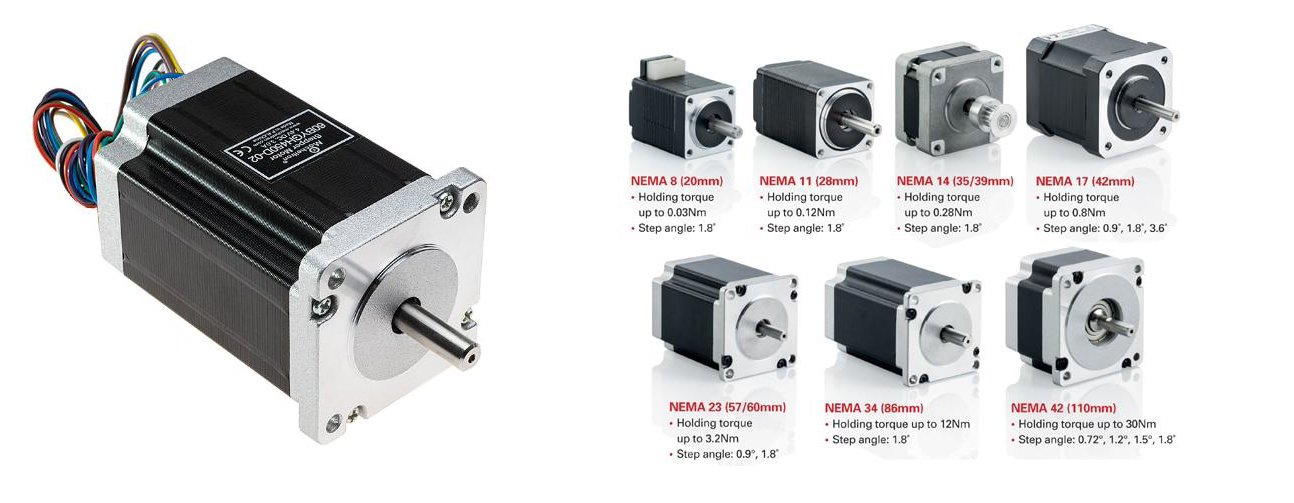 Stepper Motor
CE
NEMA 8 (20mm)
• Holding torque
up to 0.03Nm
• Step angle: 1.8°
NEMA 11 (28mm)
• Holding torque
up to 0.12Nm
• Step angle: 1.8°
NEMA 14 (35/39mm)
• Holding torque
up to 0.28Nm
• Step angle: 1.8°
NEMA 17 (42mm)
• Holding torque
up to 0.8Nm
• Step angle: 0.9°, 1.8°, 3.6°
NEMA 23 (57/60mm)
• Holding torque
up to 3.2Nm
• Step angle: 0.9°, 1.8°
NEMA 34 (86mm)
• Holding torque up to 12Nm
• Step angle: 1.8°
NEMA 42 (110mm)
• Holding torque up to 30Nm
• Step angle: 0.72°, 1.2°, 1.5°, 1.8°